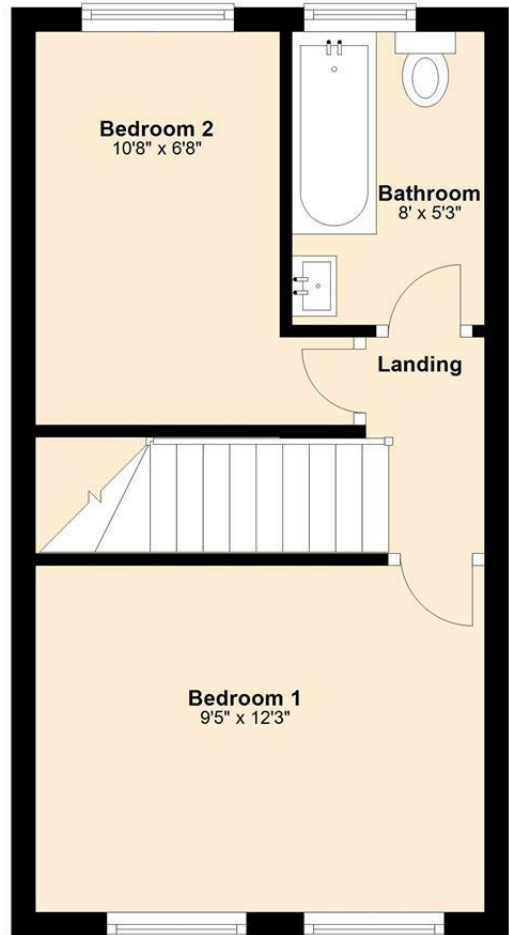 Bedroom 2
10'8" x 6'8"
Bathroom
8' x 5'3"
Landing
Bedroom 1
9'5" x 12'3"